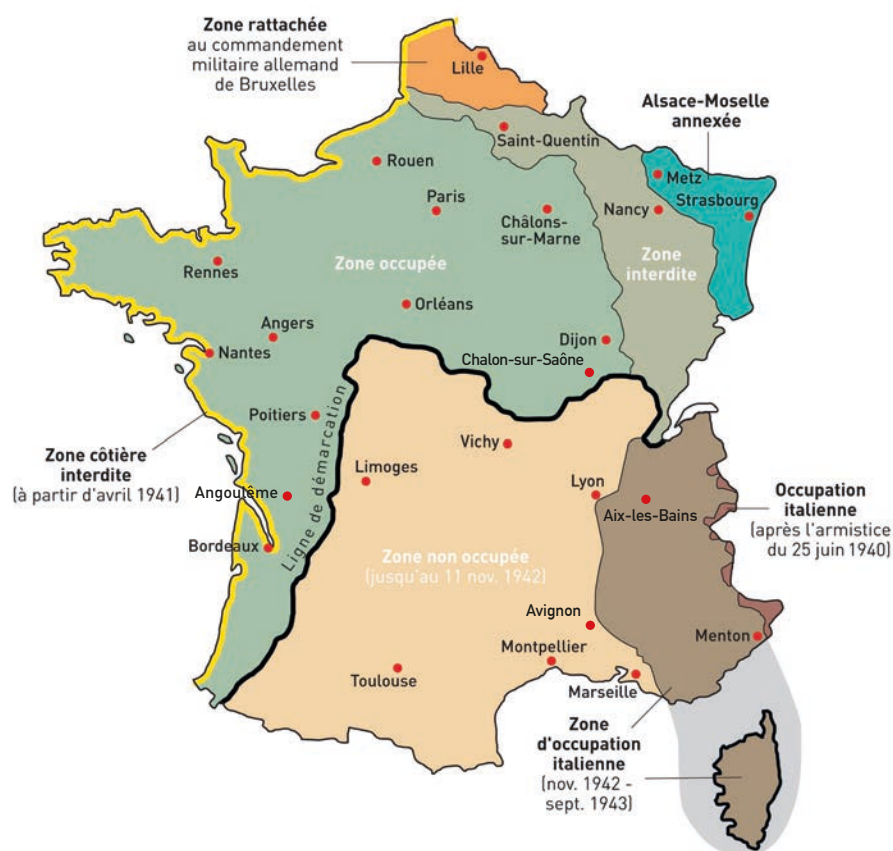 Zone rattachée
au commandement
militaire allemand
de Bruxelles
Lille
Alsace-Moselle
annexée
Saint-Quentin
Rouen
Metz
Paris
Strasbourg
Châlons-
sur-Marne
Nancy
Zone occupée
Zone
interdite
Rennes
Orléans
Angers
Dijon
Nantes
Chalon-sur-Saône
Poitiers
Ligne de démarcation
Vichy
Zone côtière
interdite
(à partir d'avril 1941)
Limoges
Lyon
Angoulême
Aix-les-Bains
Occupation
italienne
(après l'armistice
du 25 juin 1940)
Bordeaux
Zone non occupée
(jusqu'au 11 nov. 1942)
Avignon
Menton
Montpellier
Toulouse
Marseille
Zone
d'occupation
italienne
(nov. 1942 -
sept. 1943)